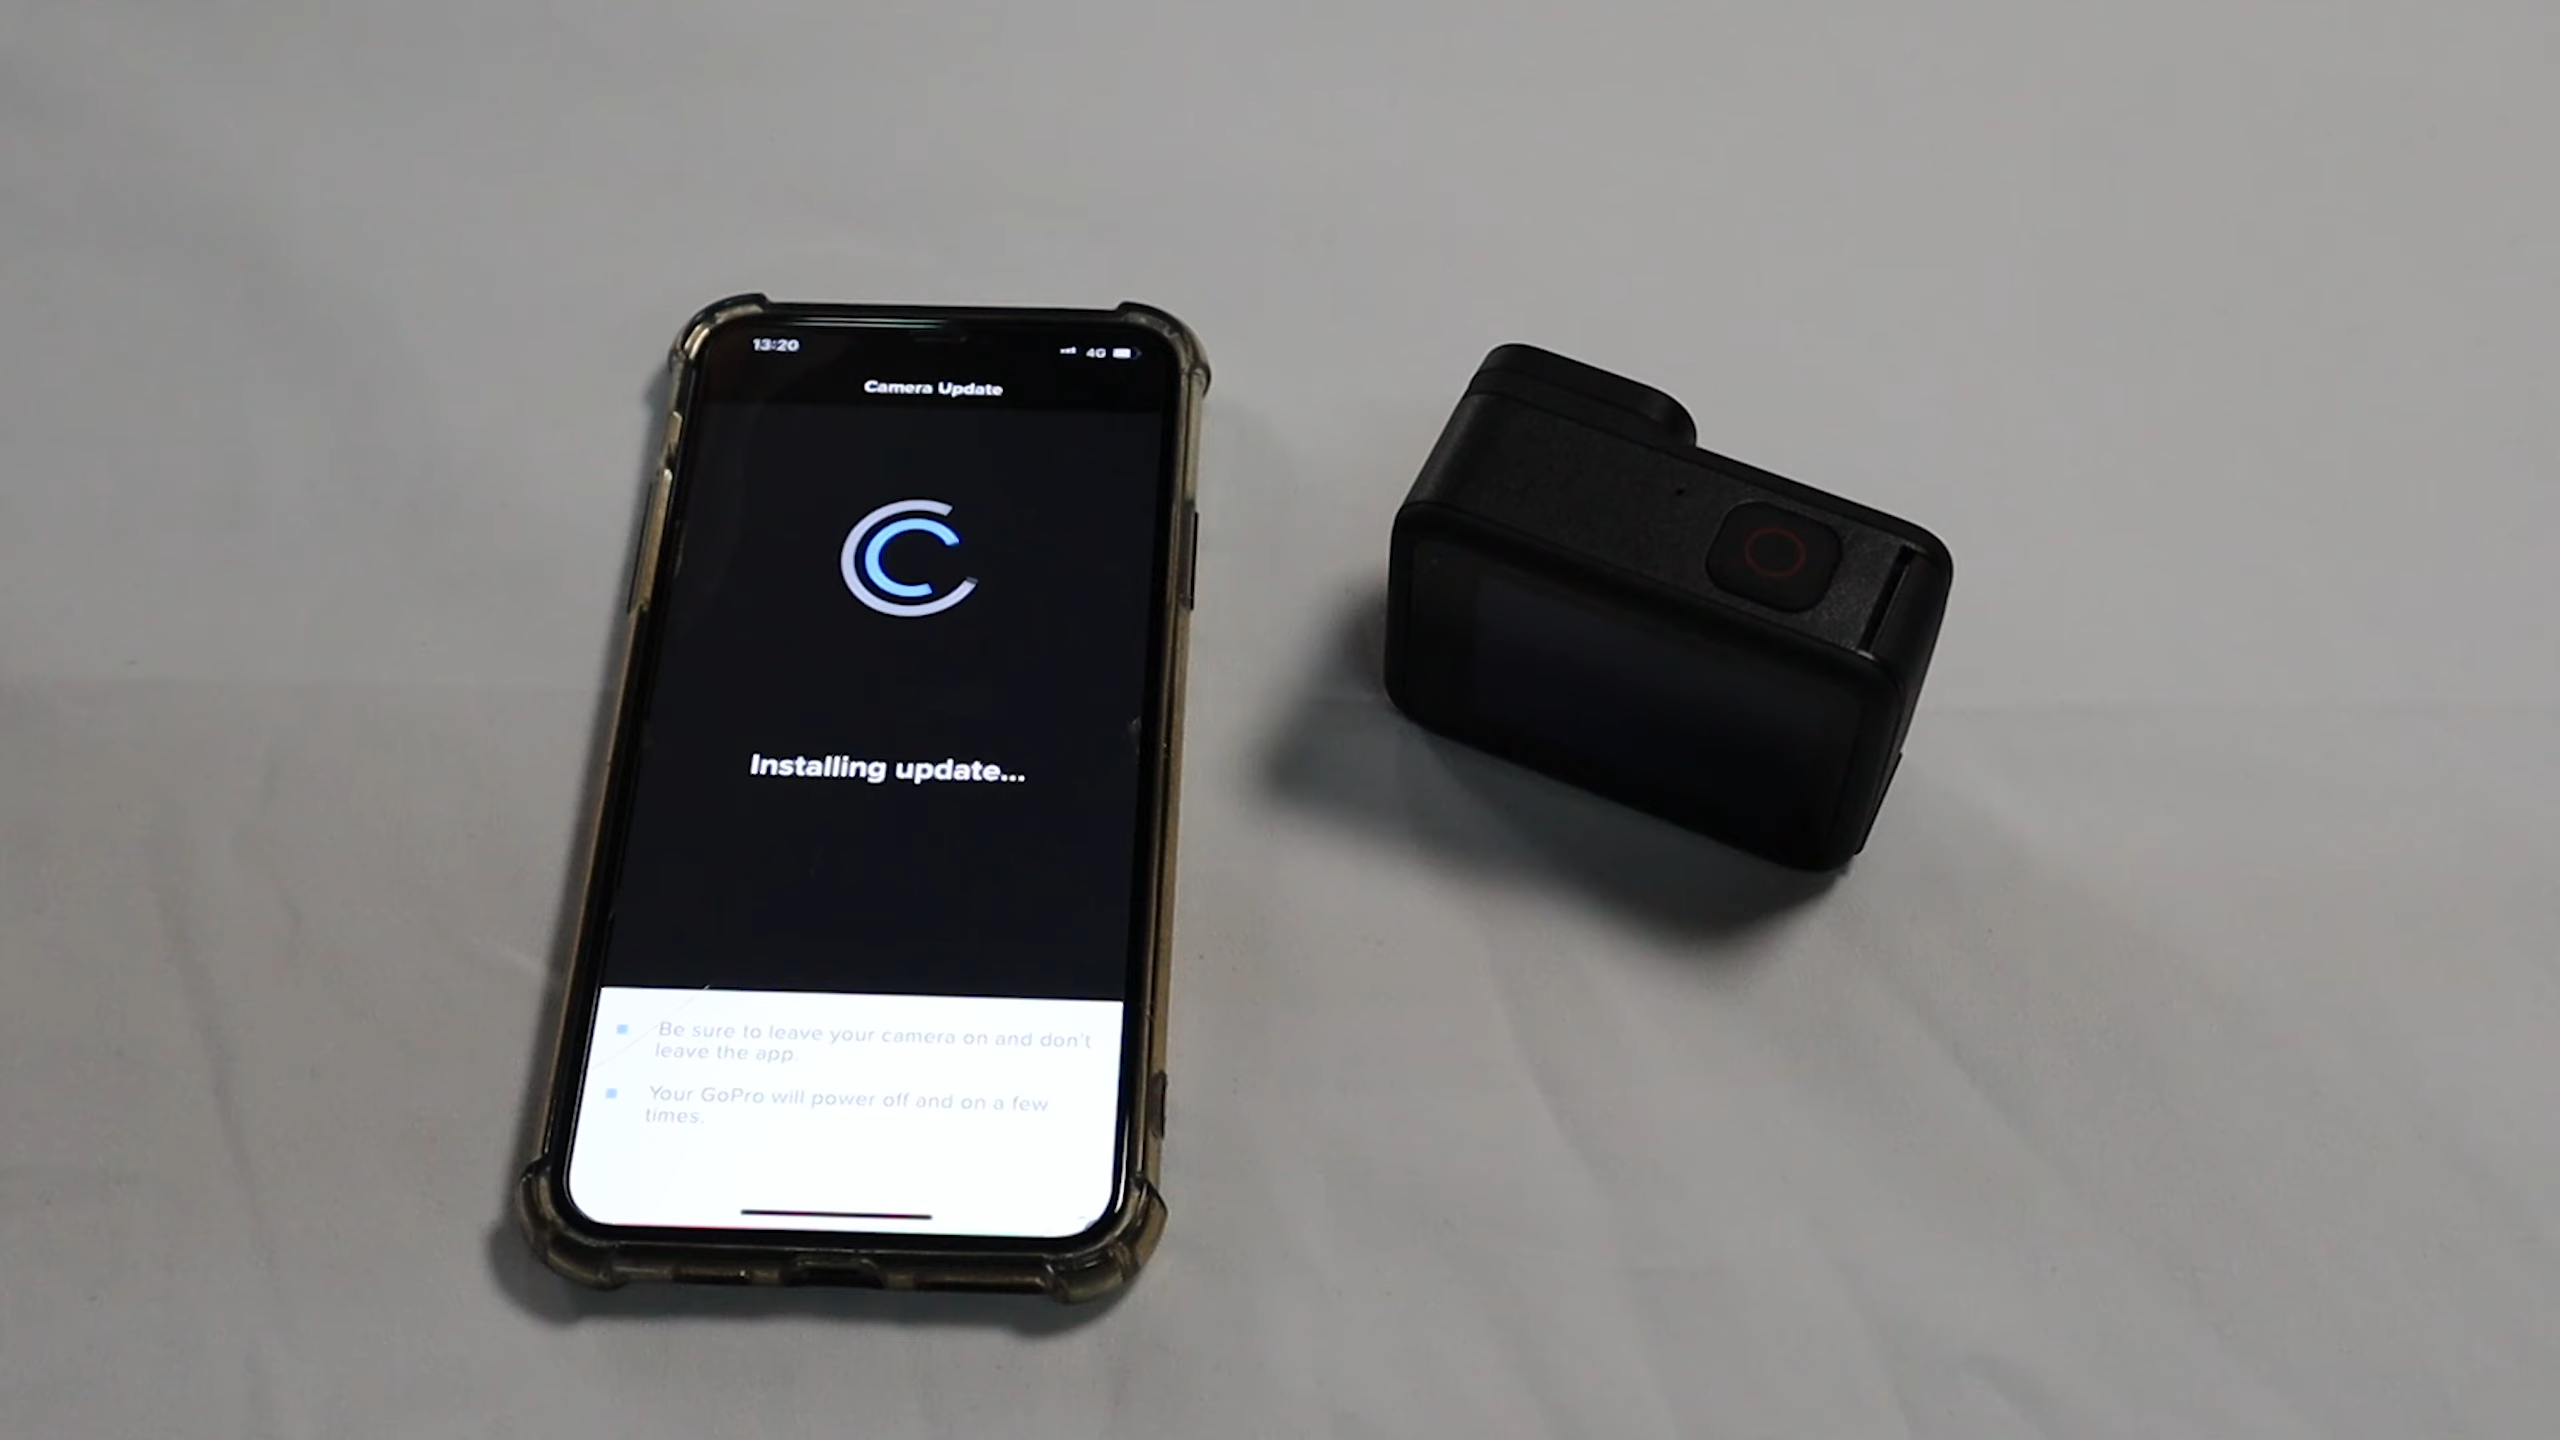 13:20
4G
Camera Update
Installing update...
Be sure to leave your camera on and don't
leave the app.
Your GoPro will power off and on a few
times.